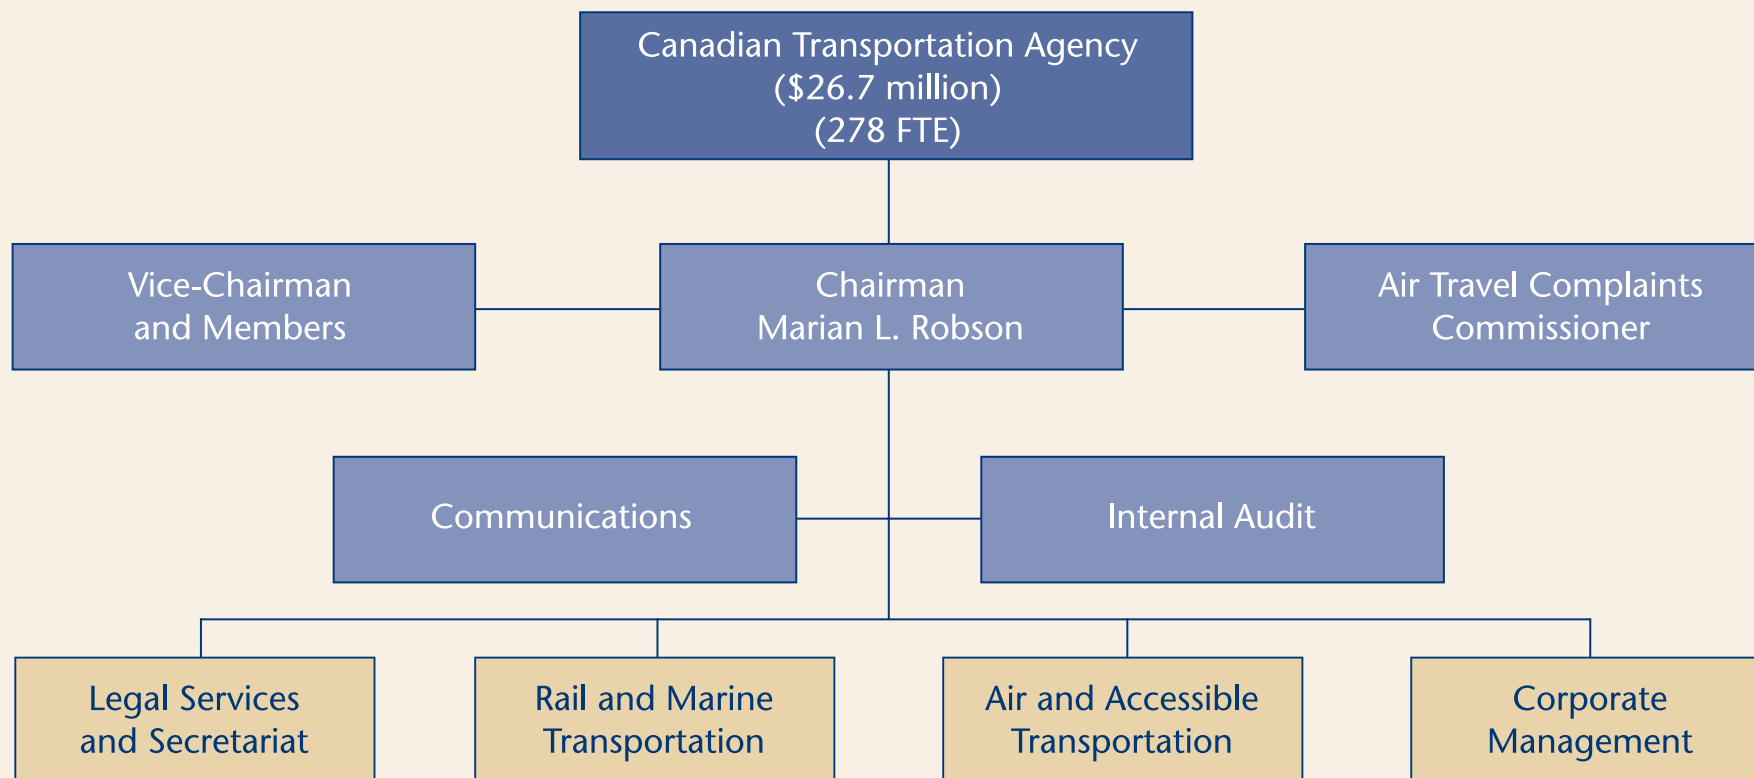 Canadian Transportation Agency
($26.7 million)
(278 FTE)
Vice-Chairman
and Members
Chairman
Marian L. Robson
Air Travel Complaints
Commissioner
Communications
Internal Audit
Legal Services
and Secretariat
Rail and Marine
Transportation
Air and Accessible
Transportation
Corporate
Management